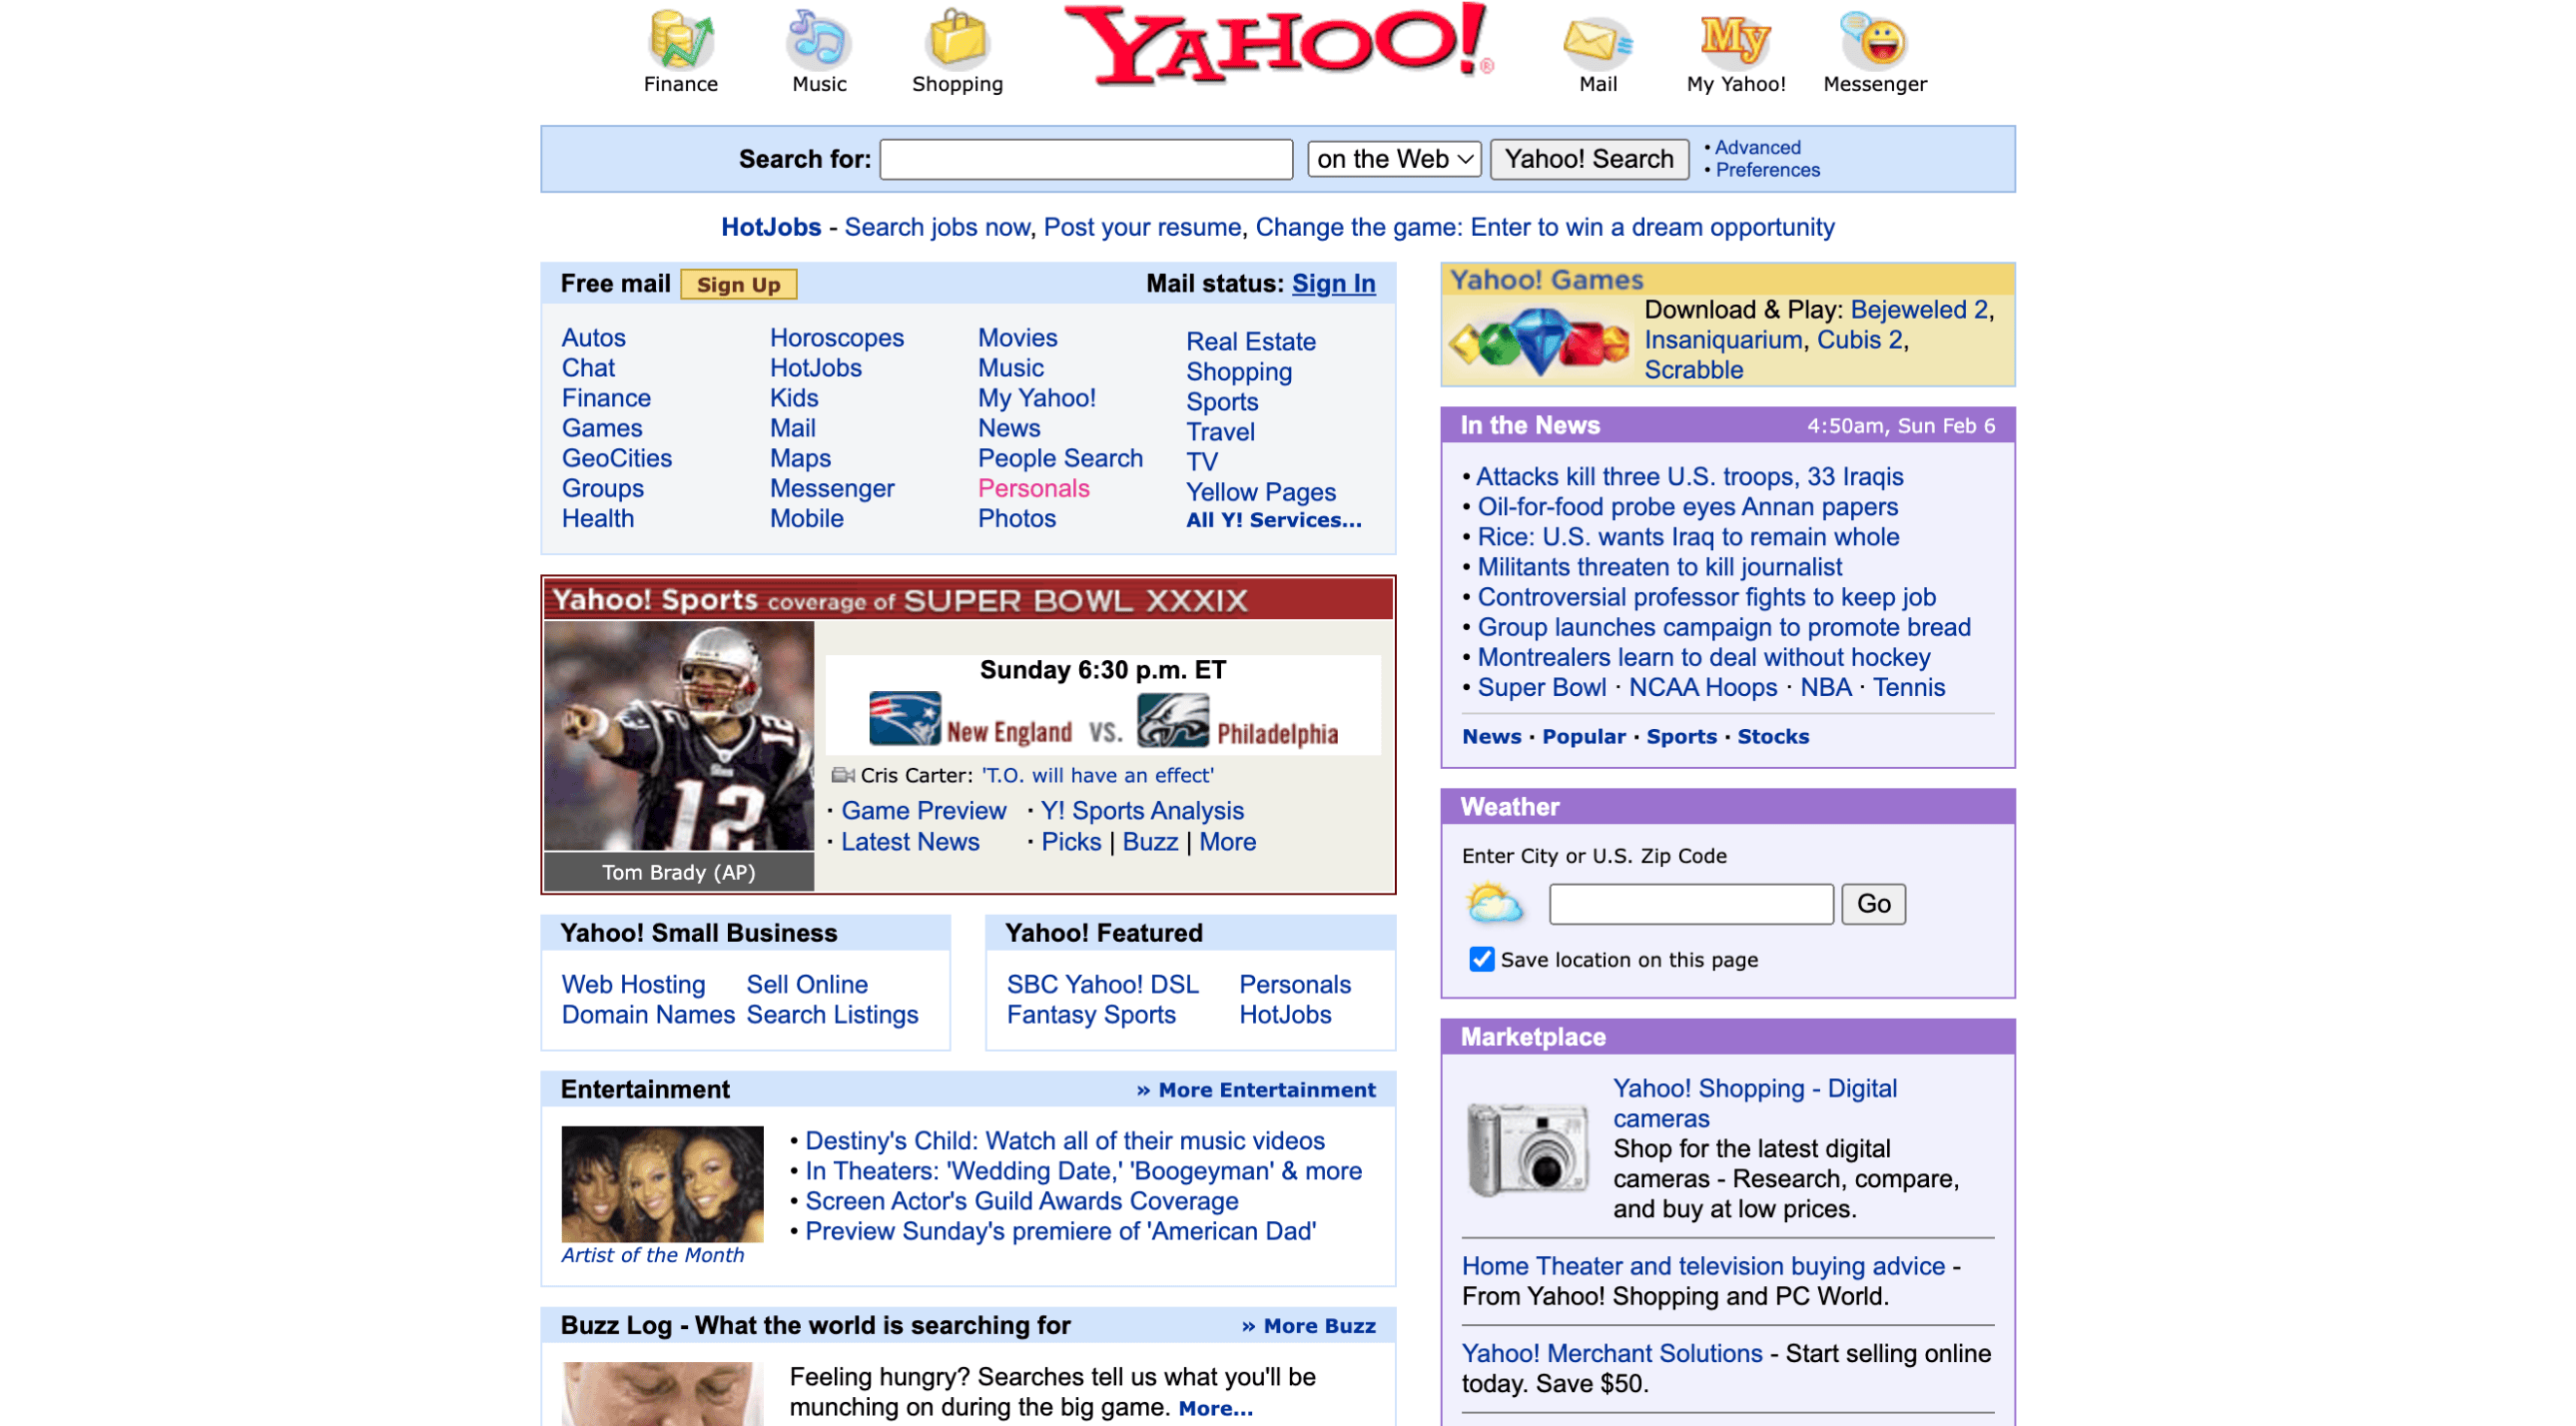 Finance
Music
Shopping
YAHOO!®
Mail
My
My Yahoo!
Messenger
Search for:
on the Web
Yahoo! Search
• Advanced
• Preferences
HotJobs - Search jobs now, Post your resume, Change the game: Enter to win a dream opportunity
Free mail Sign Up
Mail status: Sign In
Autos
Chat
Finance
Games
GeoCities
Groups
Health
Horoscopes
HotJobs
Kids
Mail
Maps
Messenger
Mobile
Movies
Music
My Yahoo!
News
People Search
Personals
Photos
Real Estate
Shopping
Sports
Travel
TV
Yellow Pages
All Y! Services...
Yahoo! Sports coverage of SUPER BOWL XXXIX
12
12
Tom Brady (AP)
Sunday 6:30 p.m. ET
New England VS. Philadelphia
Cris Carter: 'T.O. will have an effect'
· Game Preview
· Latest News
· Y! Sports Analysis
· Picks | Buzz | More
Yahoo! Small Business
Web Hosting
Domain Names
Sell Online
Search Listings
Yahoo! Featured
SBC Yahoo! DSL
Fantasy Sports
Personals
HotJobs
Entertainment
» More Entertainment
Artist of the Month
• Destiny's Child: Watch all of their music videos
• In Theaters: 'Wedding Date,' 'Boogeyman' & more
• Screen Actor's Guild Awards Coverage
• Preview Sunday's premiere of 'American Dad'
Buzz Log - What the world is searching for
» More Buzz
Feeling hungry? Searches tell us what you'll be
munching on during the big game. More...
Yahoo! Games
Download & Play: Bejeweled 2,
Insaniquarium, Cubis 2,
Scrabble
In the News
4:50am, Sun Feb 6
• Attacks kill three U.S. troops, 33 Iraqis
• Oil-for-food probe eyes Annan papers
• Rice: U.S. wants Iraq to remain whole
• Militants threaten to kill journalist
• Controversial professor fights to keep job
• Group launches campaign to promote bread
• Montrealers learn to deal without hockey
• Super Bowl · NCAA Hoops · NBA · Tennis
News · Popular · Sports · Stocks
Weather
Enter City or U.S. Zip Code
Go
Save location on this page
Marketplace
Yahoo! Shopping - Digital
cameras
Shop for the latest digital
cameras - Research, compare,
and buy at low prices.
Home Theater and television buying advice -
From Yahoo! Shopping and PC World.
Yahoo! Merchant Solutions - Start selling online
today. Save $50.